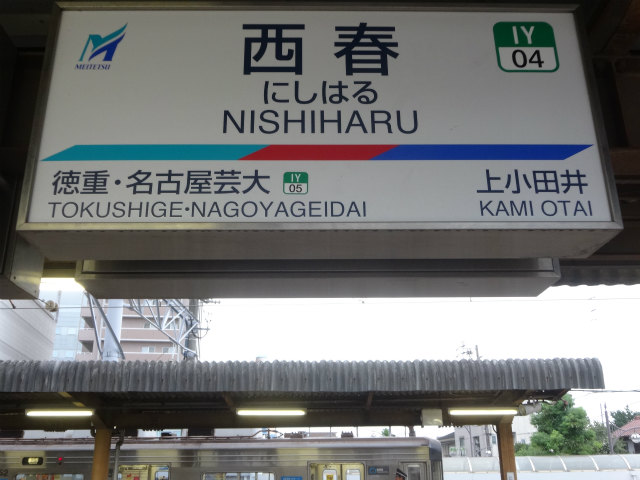 MEITETSU
西春
IY
04
にしはる
NISHIHARU
徳重・名古屋芸大
IY
05
上小田井
TOKUSHIGE・NAGOYAGEIDAI
KAMI OTAI